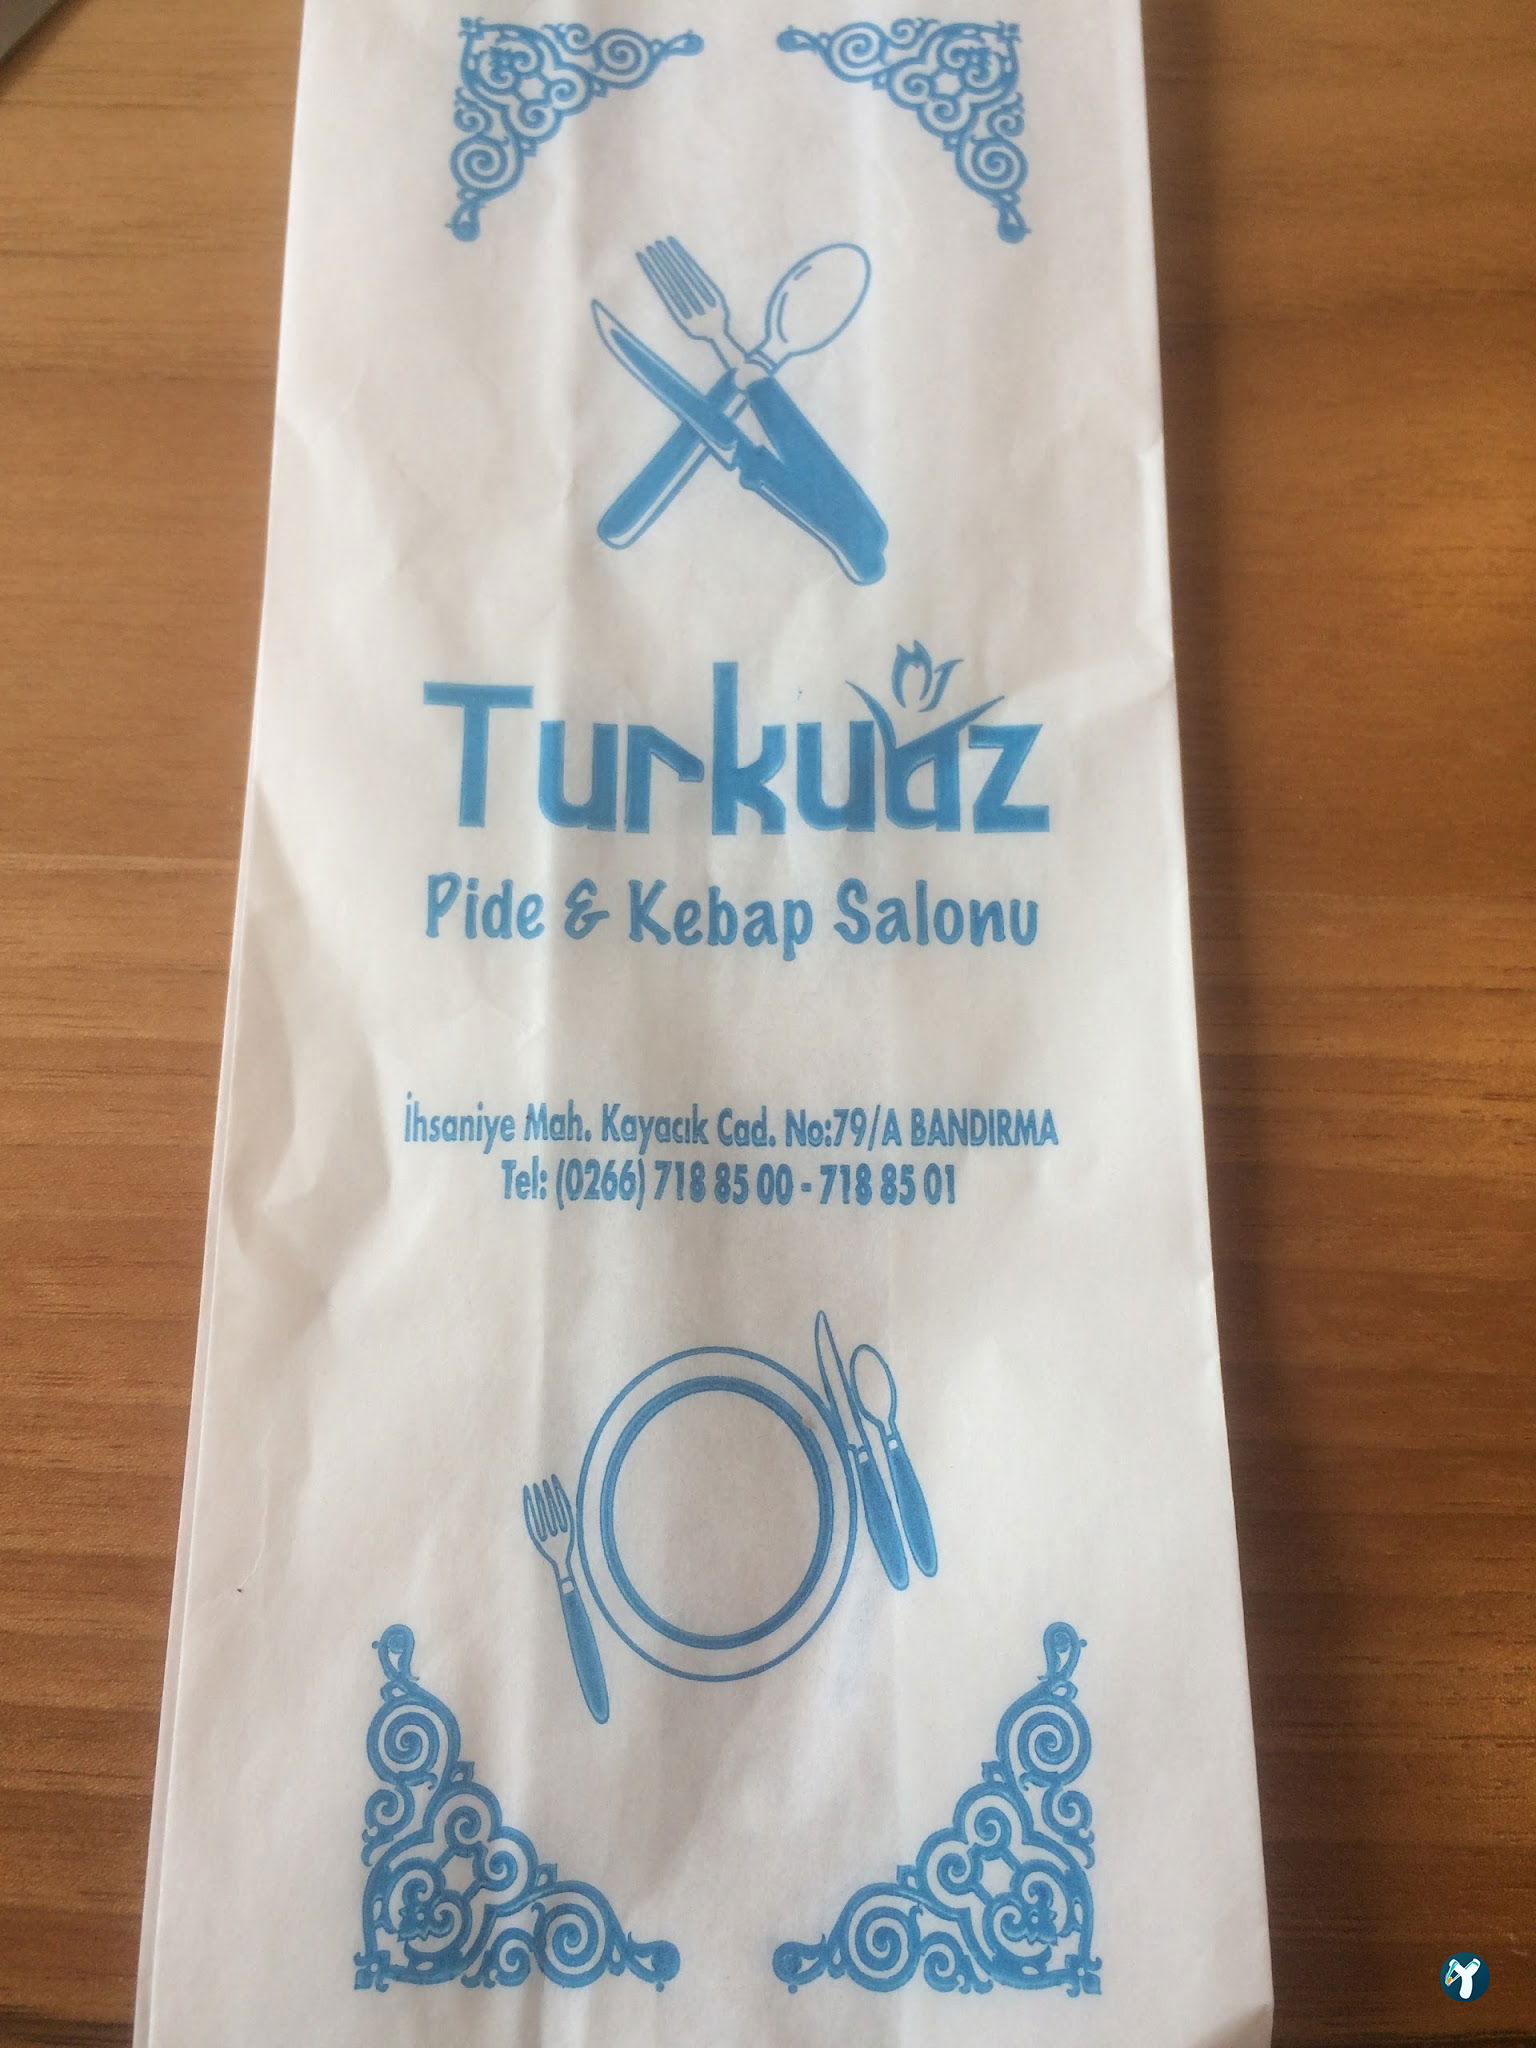 Turkuaz
Pide & Kebap Salonu
İhsaniye Mah. Kayacık Cad. No:79/A BANDIRMA
Tel: (0266) 718 85 00 - 718 85 01